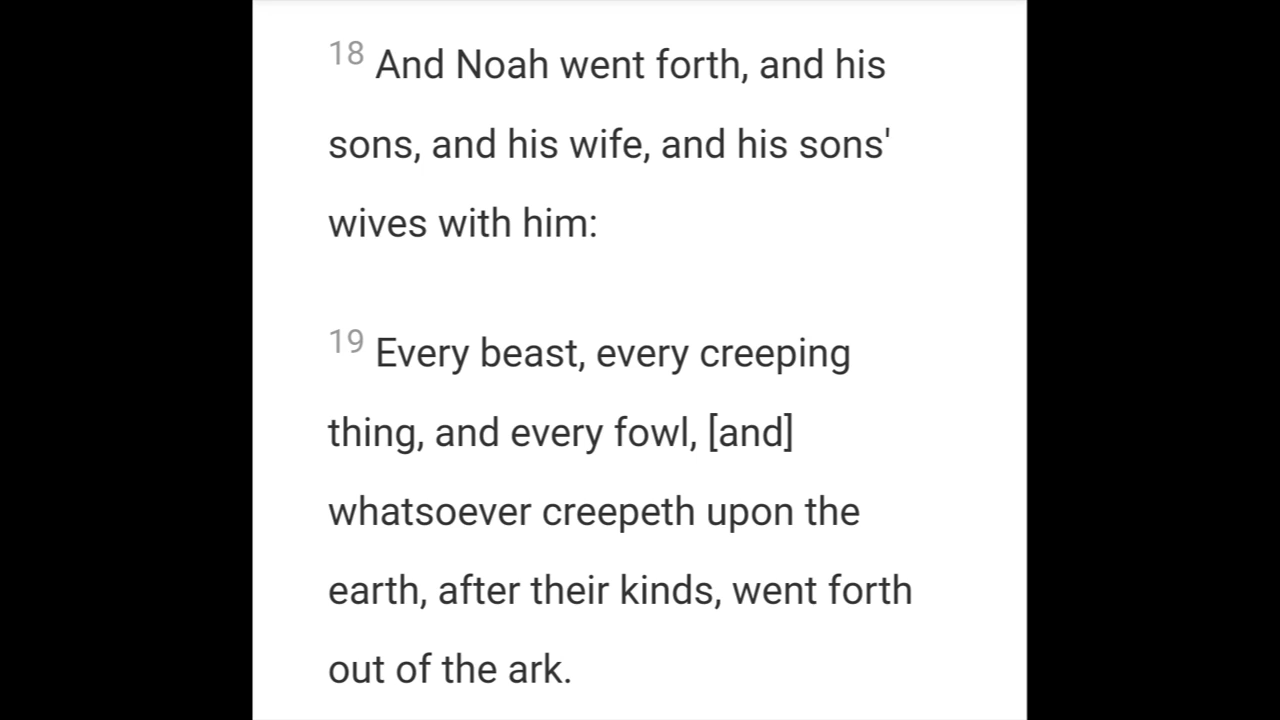 18 And Noah went forth, and his
sons, and his wife, and his sons'
wives with him:
19 Every beast, every creeping
thing, and every fowl, [and]
whatsoever creepeth upon the
earth, after their kinds, went forth
out of the ark.